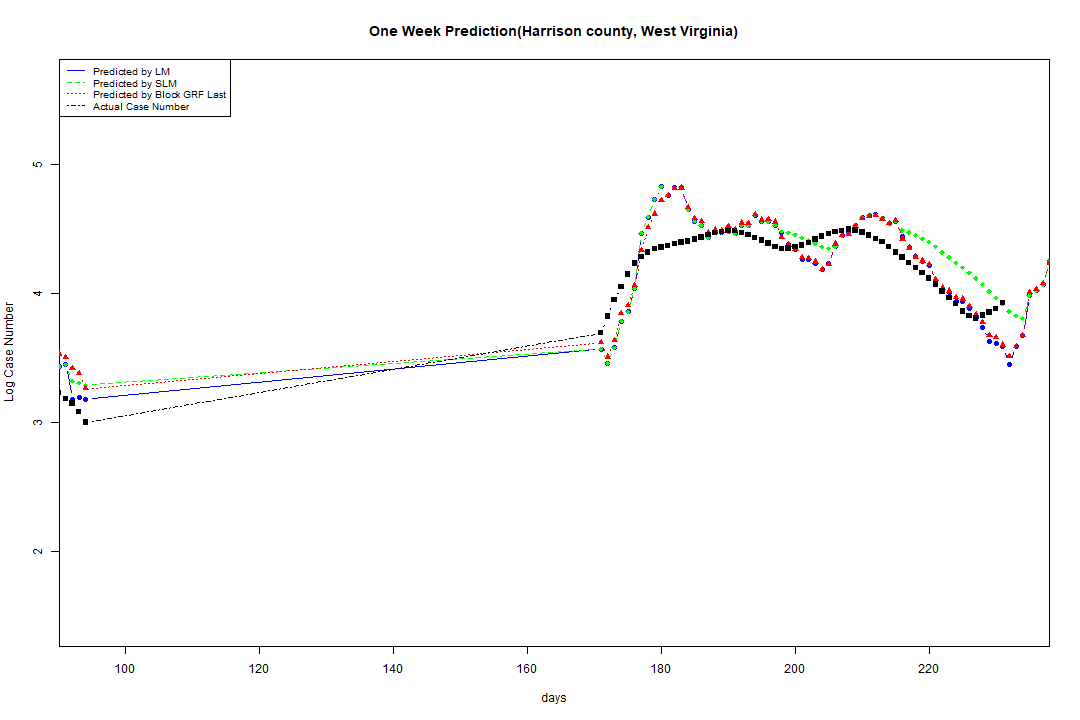 One Week Prediction(Harrison county, West Virginia)
Predicted by LM
Predicted by SLM
Predicted by Block GRF Last
Actual Case Number
5
4
3
2
Log Case Number
100 120 140 160 180 200 220
days